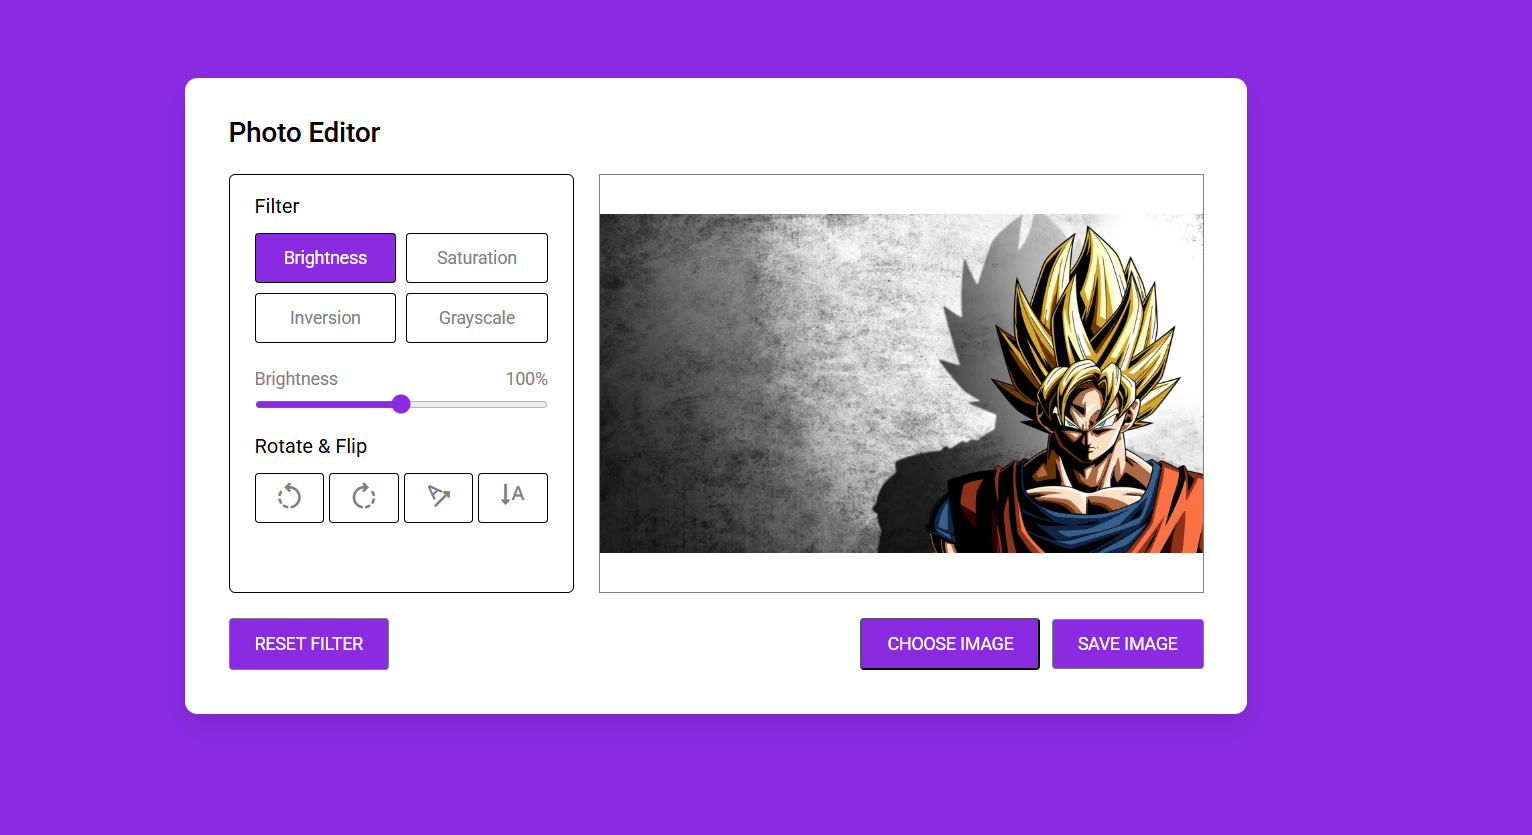 Photo Editor
Filter
Brightness
Saturation
Inversion
Grayscale
Brightness 100%
Rotate & Flip
RESET FILTER
CHOOSE IMAGE
SAVE IMAGE